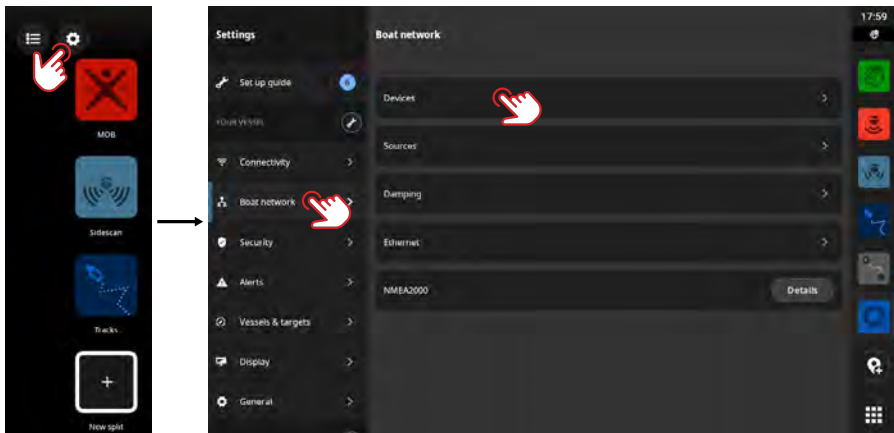 MOB
Sidescan
Tracks
New split
Settings
Set up guide
6
YOUR VESSEL
Connectivity
Boat network
Security
Alerts
Vessels & targets
Display
General
Boat network
Devices
Sources
Damping
Ethernet
NMEA2000
Details
17:59